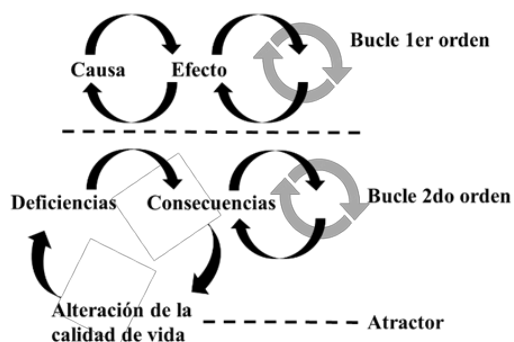 Bucle 1er orden
Causa Efecto
Deficiencias Consecuencias Bucle 2do orden
Alteración de la
calidad de vida Atractor